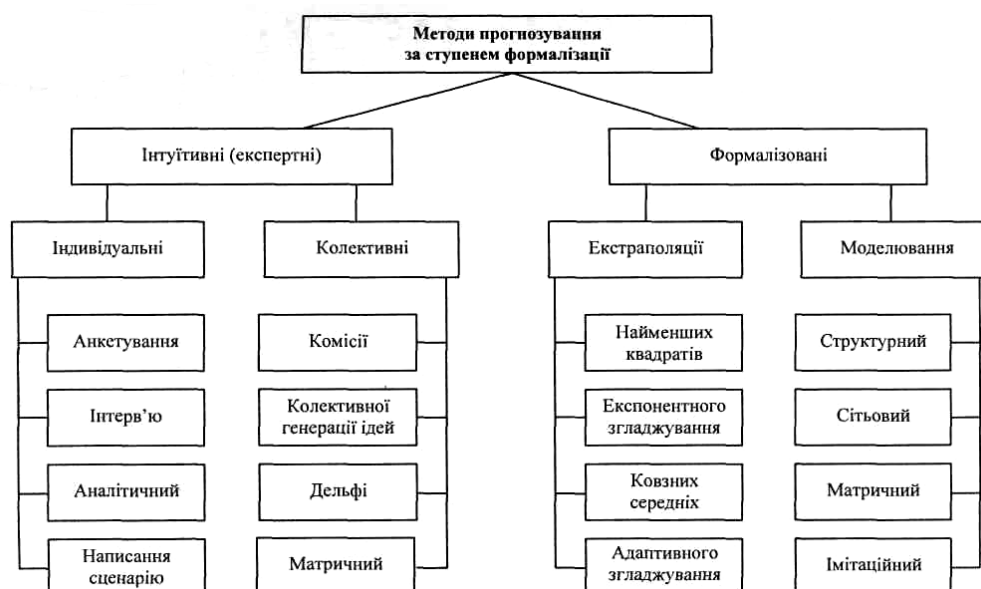 Методи прогнозування
за ступенем формалізації
Інтуїтивні (експертні)
Формалізовані
Індивідуальні
Колективні
Екстраполяції
Моделювання
Анкетування
Комісії
Найменших
квадратів
Структурний
Інтерв’ю
Колективної
генерації ідей
Експонентного
згладжування
Сітьовий
Аналітичний
Дельфі
Ковзних
середніх
Матричний
Написання
сценарію
Матричний
Адаптивного
згладжування
Імітаційний